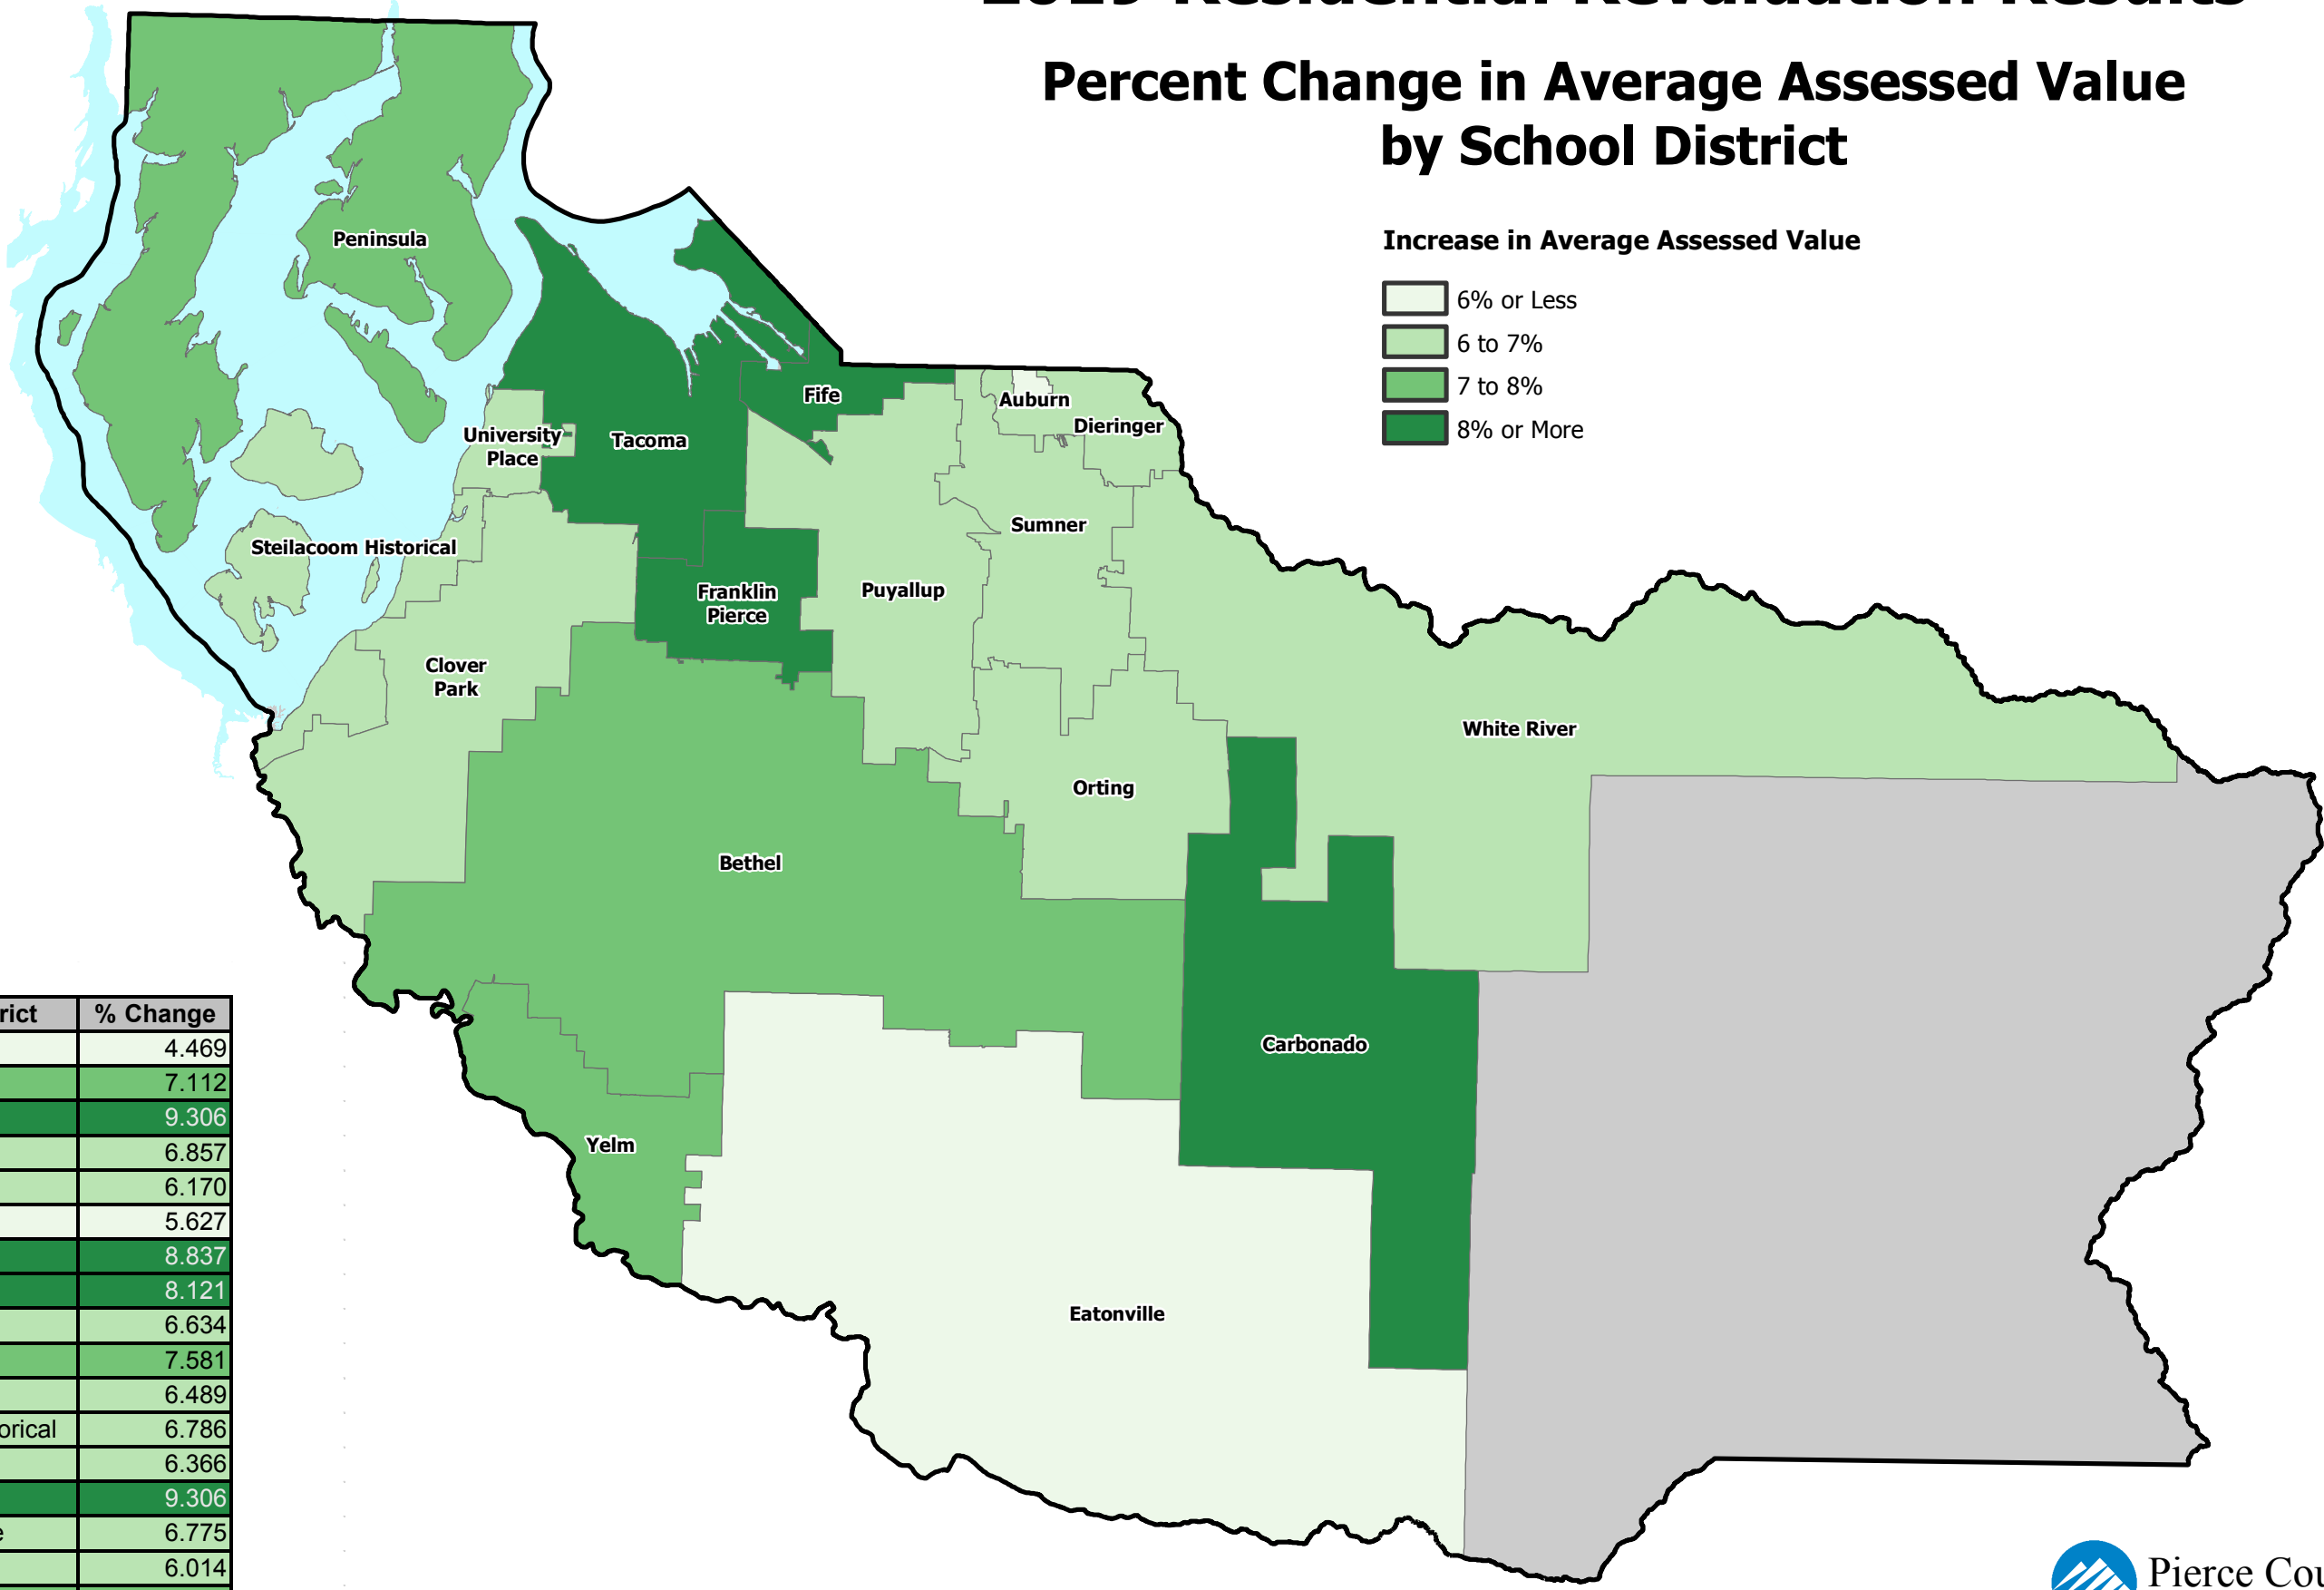 Percent Change in Average Assessed Value
by School District
Increase in Average Assessed Value
6% or Less
6 to 7%
7 to 8%
8% or More
Peninsula
Fife
Auburn
Dieringer
University
Place
Tacoma
Sumner
Steilacoom Historical
Franklin
Pierce
Puyallup
Clover
Park
White River
Orting
Bethel
Carbonado
Yelm
Eatonville
rict % Change
4.469
7.112
9.306
6.857
6.170
5.627
8.837
8.121
6.634
7.581
6.489
orical 6.786
6.366
9.306
e 6.775
6.014
Pierce Cou